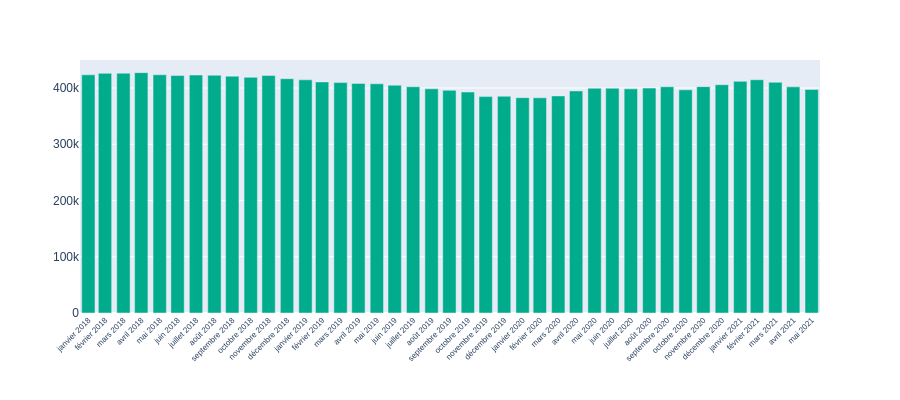 400k
300k
200k
100k
0
janvier 2018
février 2018
mars 2018
avril 2018
mai 2018
juin 2018
juillet 2018
août 2018
septembre 2018
octobre 2018
novembre 2018
décembre 2018
janvier 2019
février 2019
mars 2019
avril 2019
mai 2019
juin 2019
juillet 2019
août 2019
septembre 2019
octobre 2019
novembre 2019
décembre 2019
janvier 2020
février 2020
mars 2020
avril 2020
mai 2020
juin 2020
juillet 2020
août 2020
septembre 2020
octobre 2020
novembre 2020
décembre 2020
janvier 2021
février 2021
mars 2021
avril 2021
mai 2021